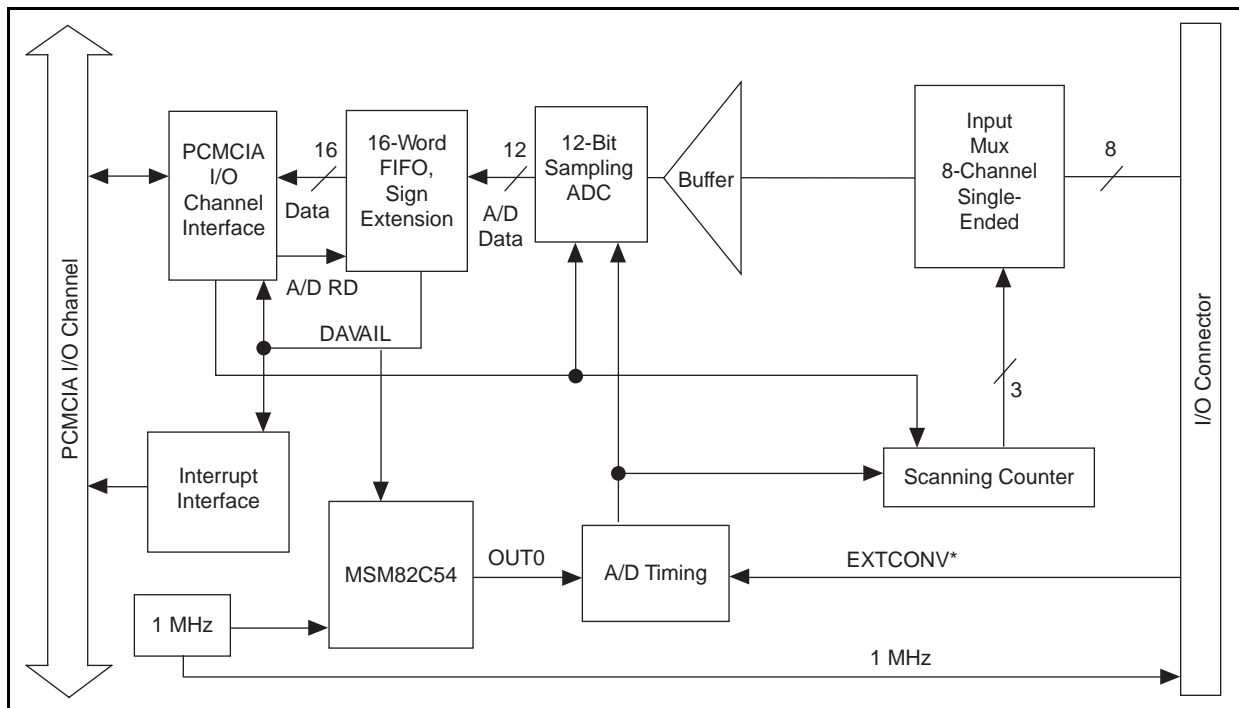 PCMCIA I/O Channel
PCMCIA
I/O
Channel
Interface
16
Data
A/D RD
16-Word
FIFO,
Sign
Extension
12
A/D
Data
12-Bit
Sampling
ADC
Buffer
Input
Mux
8-Channel
Single-
Ended
8
I/O Connector
DAVAIL
3
Interrupt
Interface
Scanning Counter
MSM82C54
OUT0
A/D Timing
EXTCONV*
1 MHz
1 MHz